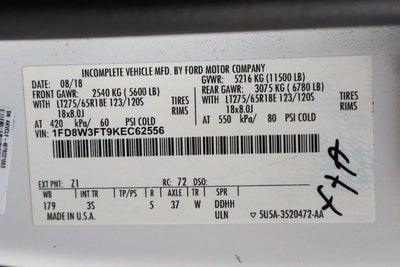 INCOMPLETE VEHICLE MFD. BY FORD MOTOR COMPANY
DATE: 08/18 GVWR: 5216 KG (11500 LB)
FRONT GAWR: 2540 KG (5600 LB) REAR GAWR: 3075 KG (6780 LB)
WITH LT275/65R18E 123/120S TIRES WITH LT275/65R18E 123/120S TIRES
18x8.0J RIMS 18x8.0J RIMS
AT 420 kPa/ 60 PSI COLD AT 550 kPa/ 80 PSI COLD
VIN: 1FD8W3FT9KEC62556
EXT PNT: Z1 RC: 72 DSO:
WB INT TR TP/PS R AXLE TR SPR
179 3S 5 37 W DDHH
MADE IN U.S.A. ULN 5U5A-3520472-AA